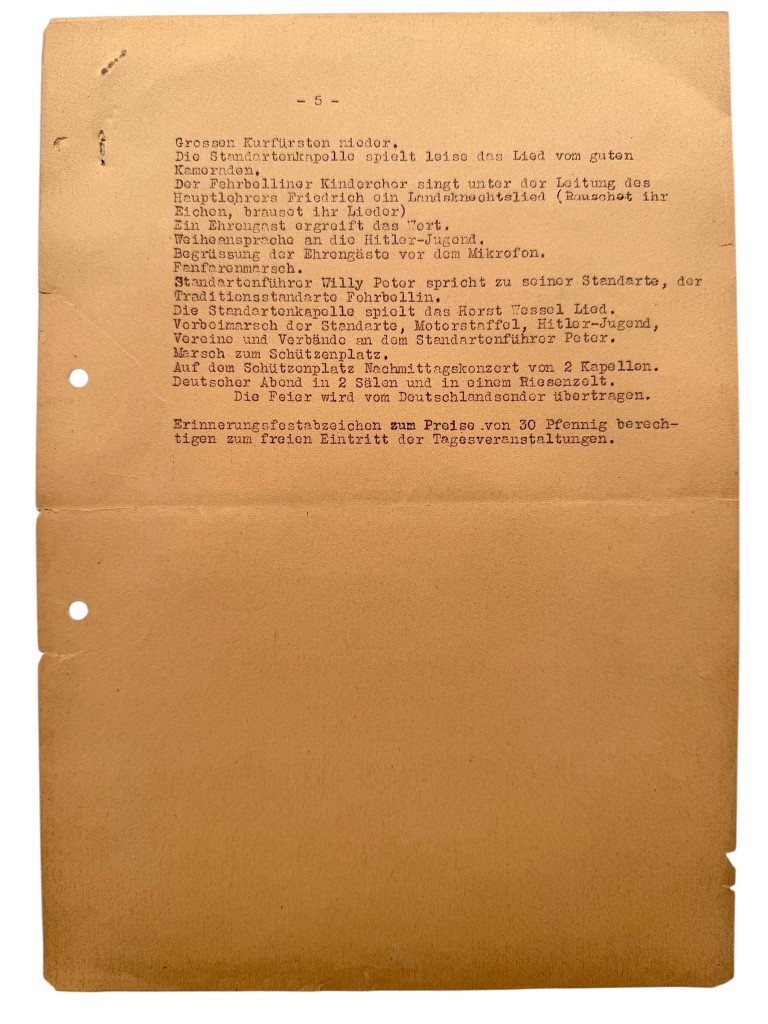 - 5 -
Grossen Kurfürsten nieder.
Die Standartenkapelle spielt leise das Lied vom guten
Kameraden.
Der Fehrbelliner Kinderchor singt unter der Leitung des
Hauptlehrers Friedrich ein Landsknechtslied (Rauschet ihr
Eichen, brauset ihr Lieder)
Ein Ehrengast ergreift das Wort.
Weiheansprache an die Hitler-Jugend.
Begrüssung der Ehrengäste vor dem Mikrofon.
Fanfarenmarsch.
Standartenführer Willy Peter spricht zu seiner Standarte, der
Traditionsstandarte Fehrbellin.
Die Standartenkapelle spielt das Horst Wessel Lied.
Vorbeimarsch der Standarte, Motorstaffel, Hitler-Jugend,
Vereine und Verbände an dem Standartenführer Peter.
Marsch zum Schützenplatz.
Auf dem Schützenplatz Nachmittagskonzert von 2 Kapellen.
Deutscher Abend in 2 Sälen und in einem Riesenzelt.
Die Feier wird vom Deutschlandsender übertragen.
Erinnerungsfestabzeichen zum Preise von 30 Pfennig berech-
tigen zum freien Eintritt der Tagesveranstaltungen.